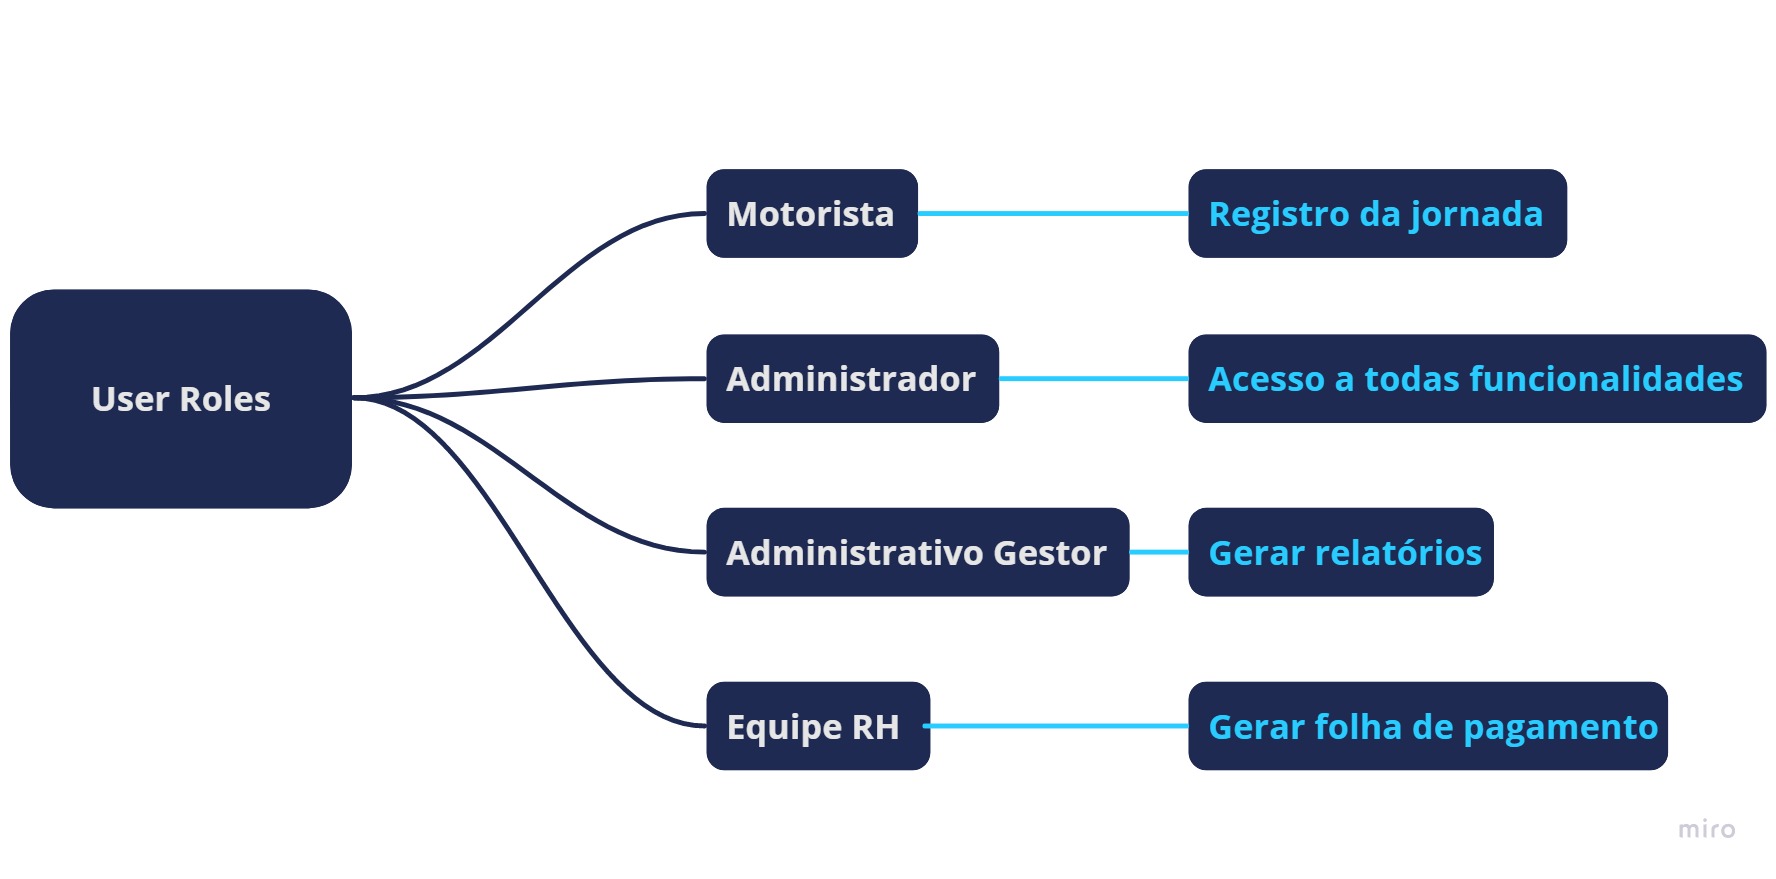 User Roles
Motorista
Registro da jornada
Administrador
Acesso a todas funcionalidades
Administrativo Gestor
Gerar relatórios
Equipe RH
Gerar folha de pagamento
miro